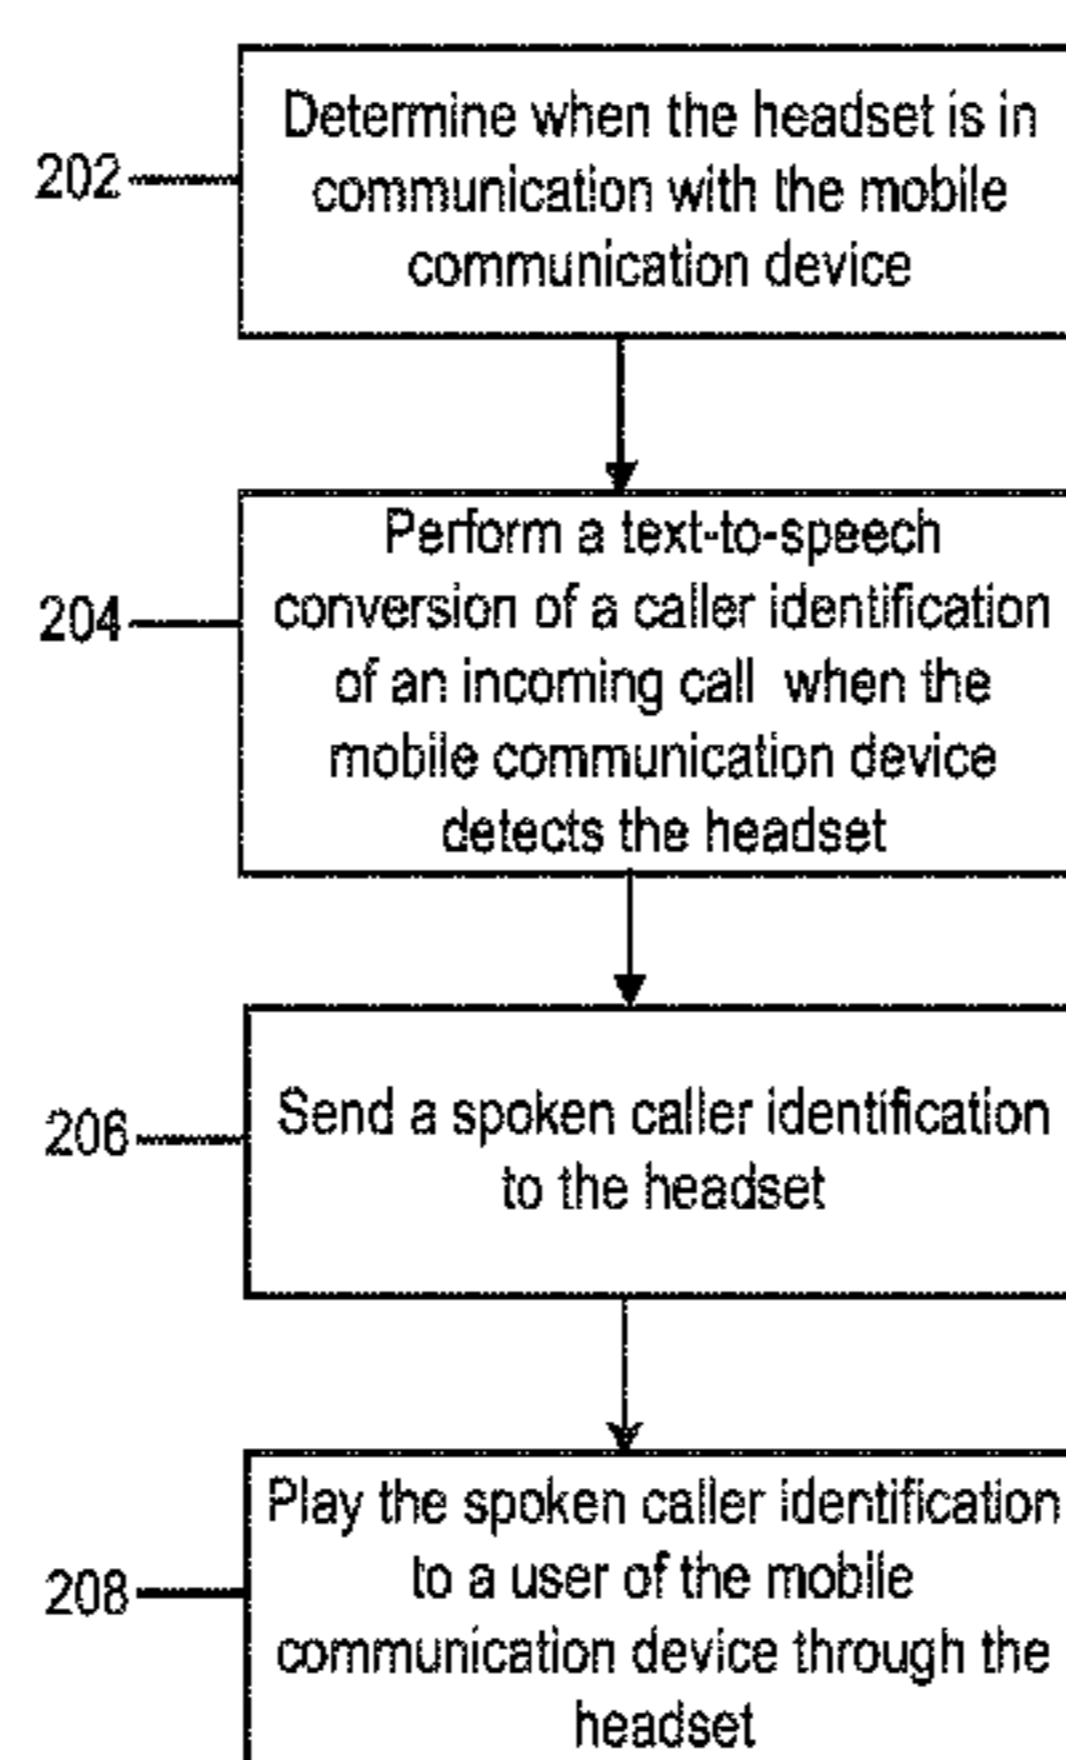 Determine when the headset is in
202
communication with the mobile
communication device
Perform a text-to-speech
204
conversion of a caller identification
of an incoming call when the
mobile communication device
detects the headset
206
Send a spoken caller identification
to the headset
Play the spoken caller identification
208
to a user of the mobile
communication device through the
headset